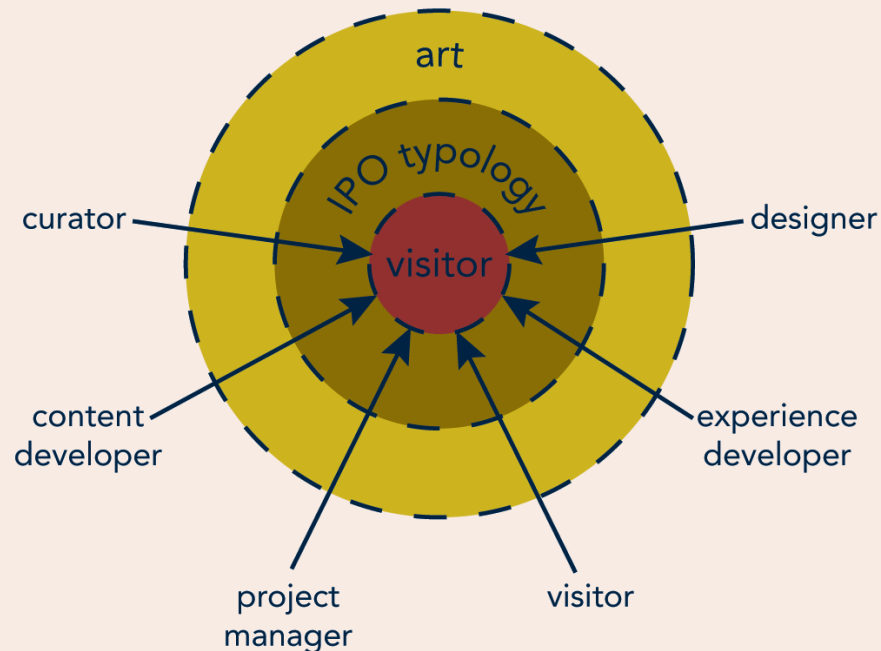 art
IPO typology
curator
designer
visitor
content
developer
experience
developer
project
manager
visitor